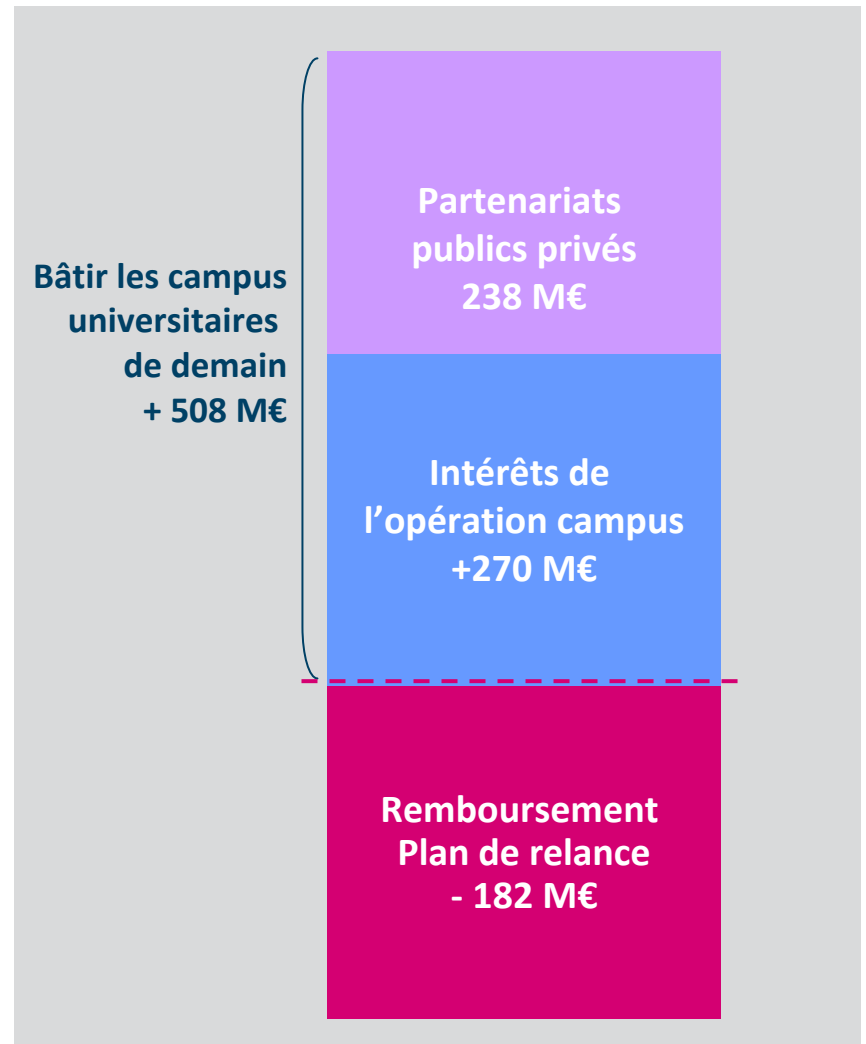 Bâtir les campus
universitaires
de demain
+ 508 M€
Partenariats
publics privés
238 M€
Intérêts de
l’opération campus
+270 M€
Remboursement
Plan de relance
- 182 M€